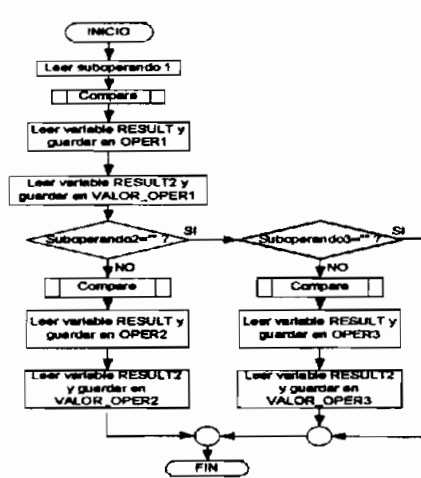 INICIO
Leer suboperando 1
Compare
Leer variable RESULT y
guardar en OPER1
Leer variable RESULT2 y
guardar en VALOR_OPER1
Suboperando2="" ?
SI
NO
Compare
Leer variable RESULT y
guardar en OPER2
Leer variable RESULT2
y guardar en
VALOR_OPER2
Suboperando3="" ?
SI
NO
Compare
Leer variable RESULT y
guardar en OPER3
Leer variable RESULT2
y guardar en
VALOR_OPER3
FIN